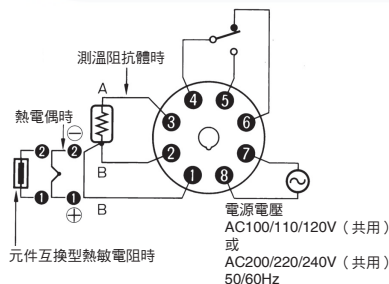 測溫阻抗體時
A
熱電偶時
⊖
B
B
⊕
元件互換型熱敏電阻時
❷ ❷
❶ ❶
❹ ❺
❸ ❻
❷ ❼
❶ ❽
電源電壓
AC100/110/120V（共用）
或
AC200/220/240V（共用）
50/60Hz